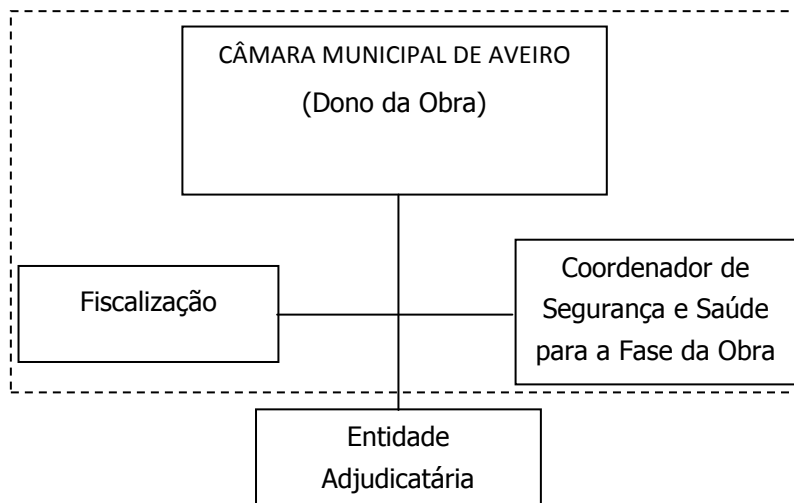 CÂMARA MUNICIPAL DE AVEIRO
(Dono da Obra)
Fiscalização
Coordenador de
Segurança e Saúde
para a Fase da Obra
Entidade
Adjudicatária